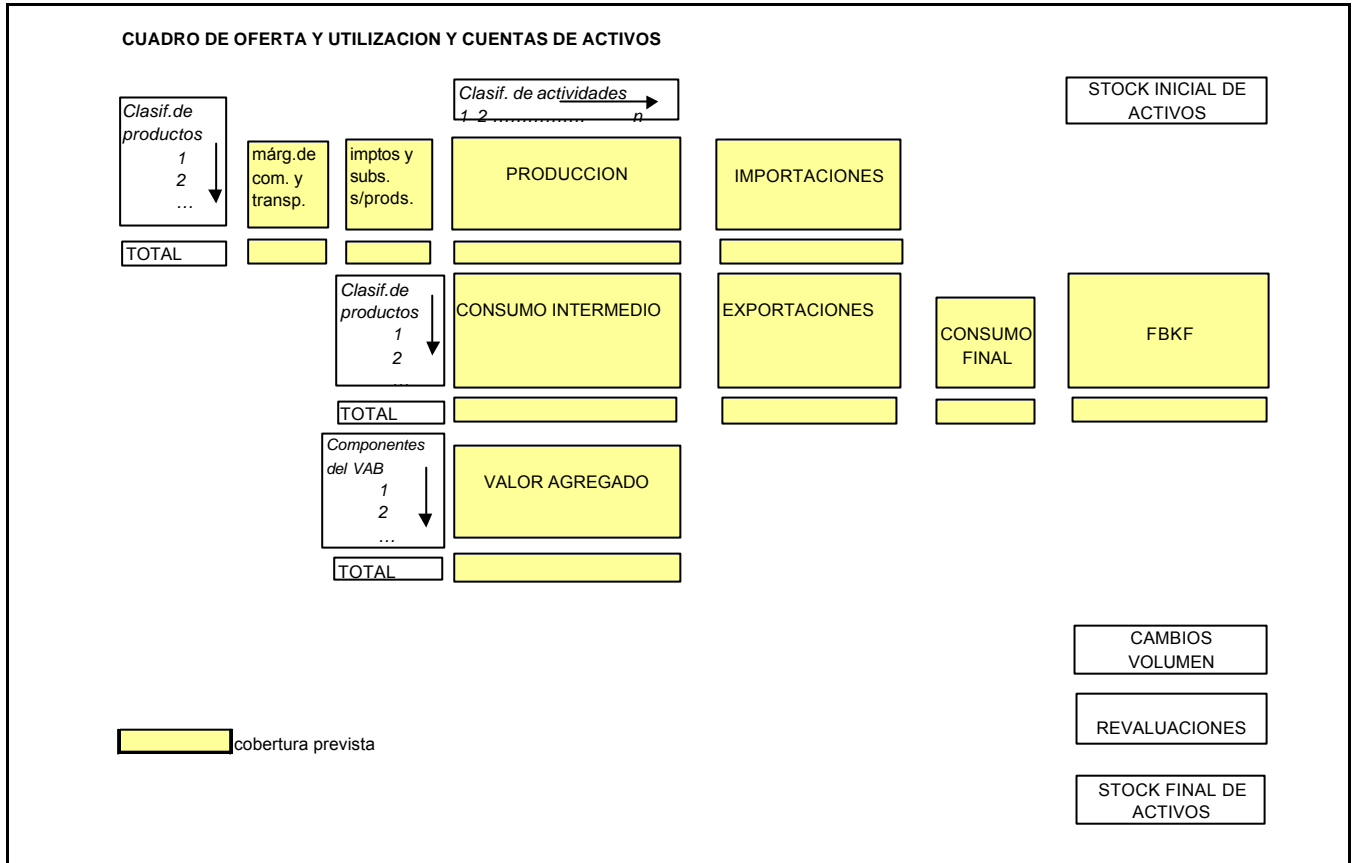 CUADRO DE OFERTA Y UTILIZACION Y CUENTAS DE ACTIVOS
Clasif. de actividades
1 2 ................ n
STOCK INICIAL DE
ACTIVOS
Clasif.de
productos
1
2
...
márg.de
com. y
transp.
imptos y
subs.
s/prods.
PRODUCCION
IMPORTACIONES
TOTAL
Clasif.de
productos
1
2
...
CONSUMO INTERMEDIO
EXPORTACIONES
CONSUMO
FINAL
FBKF
TOTAL
Componentes
del VAB
1
2
...
VALOR AGREGADO
TOTAL
CAMBIOS
VOLUMEN
REVALUACIONES
cobertura prevista
STOCK FINAL DE
ACTIVOS